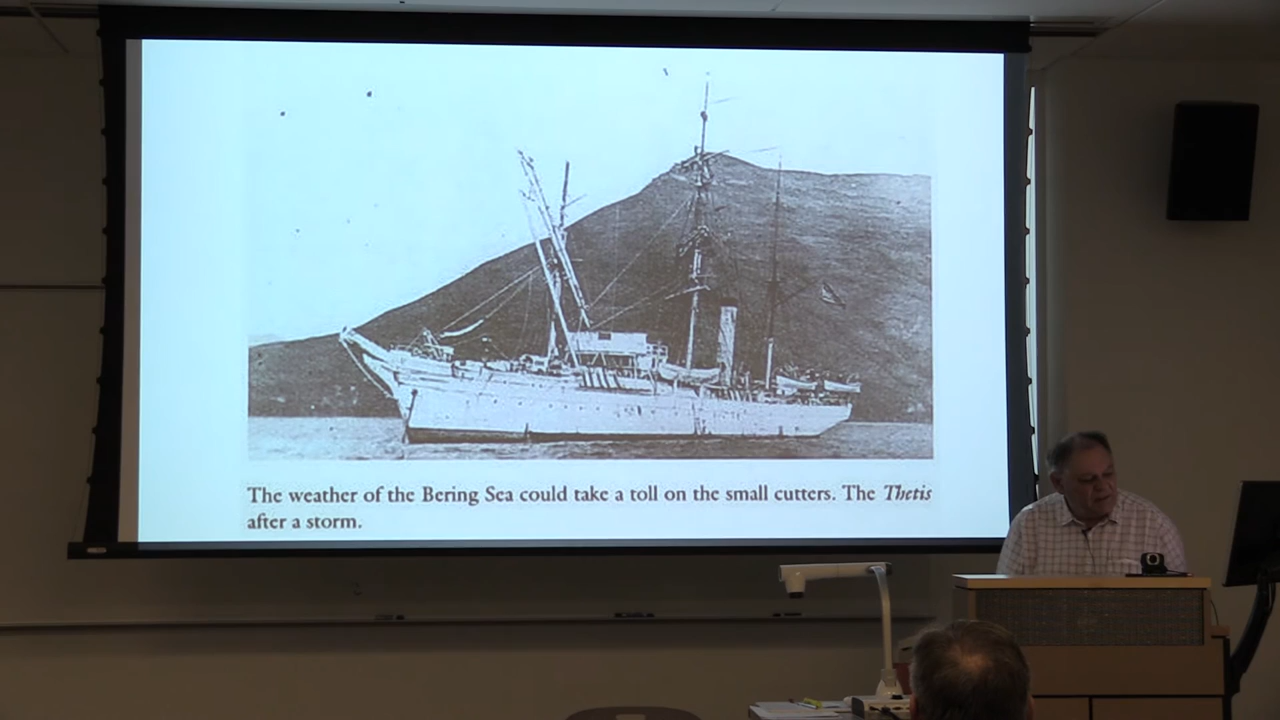 The weather of the Bering Sea could take a toll on the small cutters. The Thetis
after a storm.